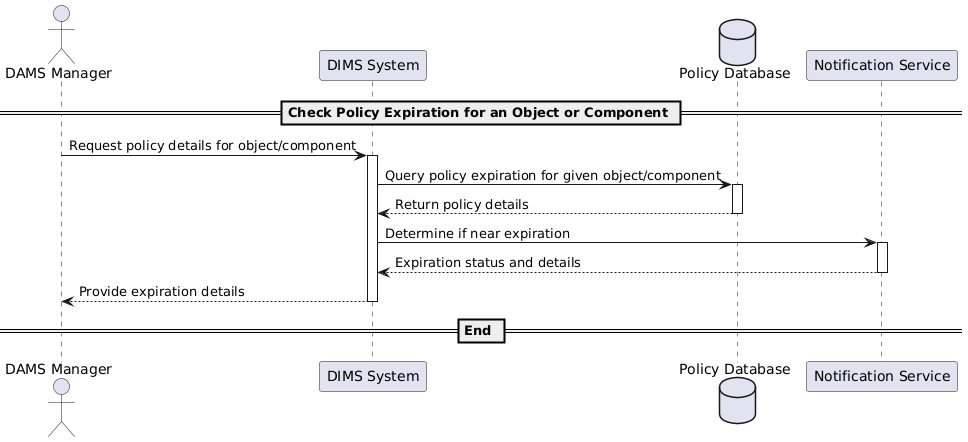 DAMS Manager
DIMS System
Policy Database
Notification Service
Check Policy Expiration for an Object or Component
Request policy details for object/component
Query policy expiration for given object/component
Return policy details
Determine if near expiration
Expiration status and details
Provide expiration details
End
DAMS Manager
DIMS System
Policy Database
Notification Service